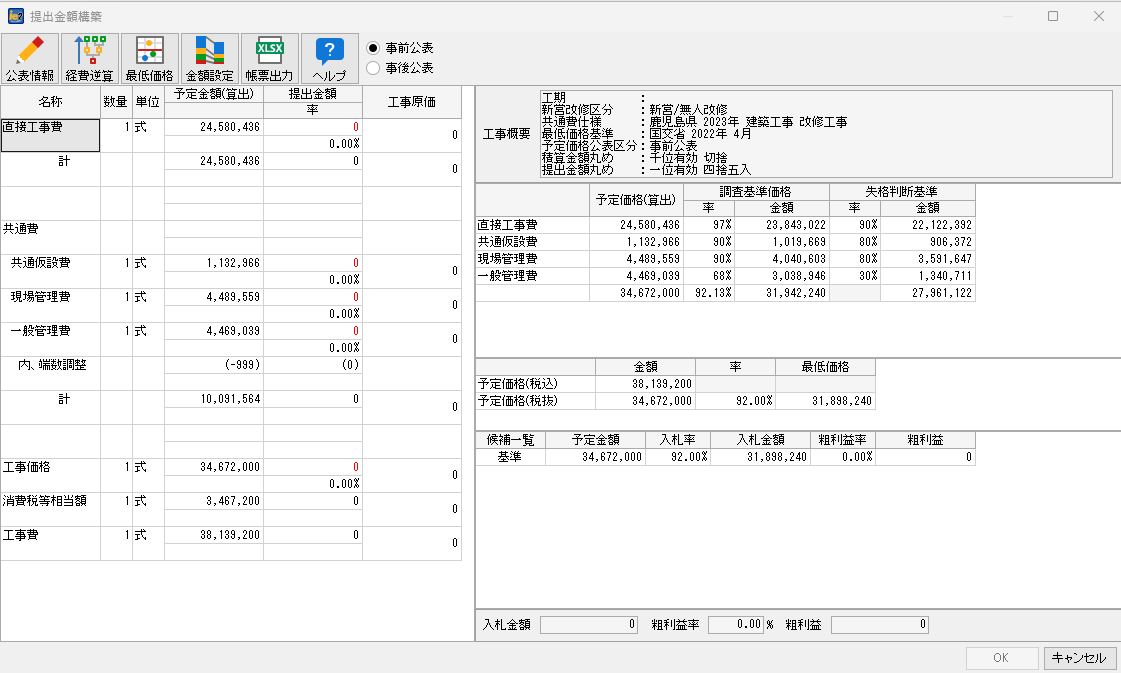 提出金額構築
公表情報 経費逆算 最低価格 金額設定 XLSX 帳票出力 ? ヘルプ
事前公表
事後公表
名称 数量 単位 予定金額(算出) 提出金額 工事原価
率
直接工事費 1 式 24,580,436 0 0
0.00%
計 24,580,436 0 0
共通費
共通仮設費 1 式 1,132,966 0 0
0.00%
現場管理費 1 式 4,489,559 0 0
0.00%
一般管理費 1 式 4,469,039 0 0
0.00%
内、端数調整 (-999) (0)
計 10,091,564 0 0
工事価格 1 式 34,672,000 0 0
0.00%
消費税等相当額 1 式 3,467,200 0 0
工事費 1 式 38,139,200 0 0
工事概要
工期 :
新営改修区分 : 新営/無人改修
共通費仕様 : 鹿児島県 2023年 建築工事 改修工事
最低価格基準 : 国交省 2022年 4月
予定価格公表区分 : 事前公表
積算金額丸め : 千位有効 切捨
提出金額丸め : 一位有効 四捨五入
予定価格(算出) 調査基準価格 失格判断基準
率 金額 率 金額
直接工事費 24,580,436 97% 23,843,022 90% 22,122,392
共通仮設費 1,132,966 90% 1,019,669 80% 906,372
現場管理費 4,489,559 90% 4,040,603 80% 3,591,647
一般管理費 4,469,039 68% 3,038,946 30% 1,340,711
34,672,000 92.13% 31,942,240 27,961,122
金額 率 最低価格
予定価格(税込) 38,139,200
予定価格(税抜) 34,672,000 92.00% 31,898,240
候補一覧 予定金額 入札率 入札金額 粗利益率 粗利益
基準 34,672,000 92.00% 31,898,240 0.00% 0
入札金額 0 粗利益率 0.00 % 粗利益 0
OK キャンセル